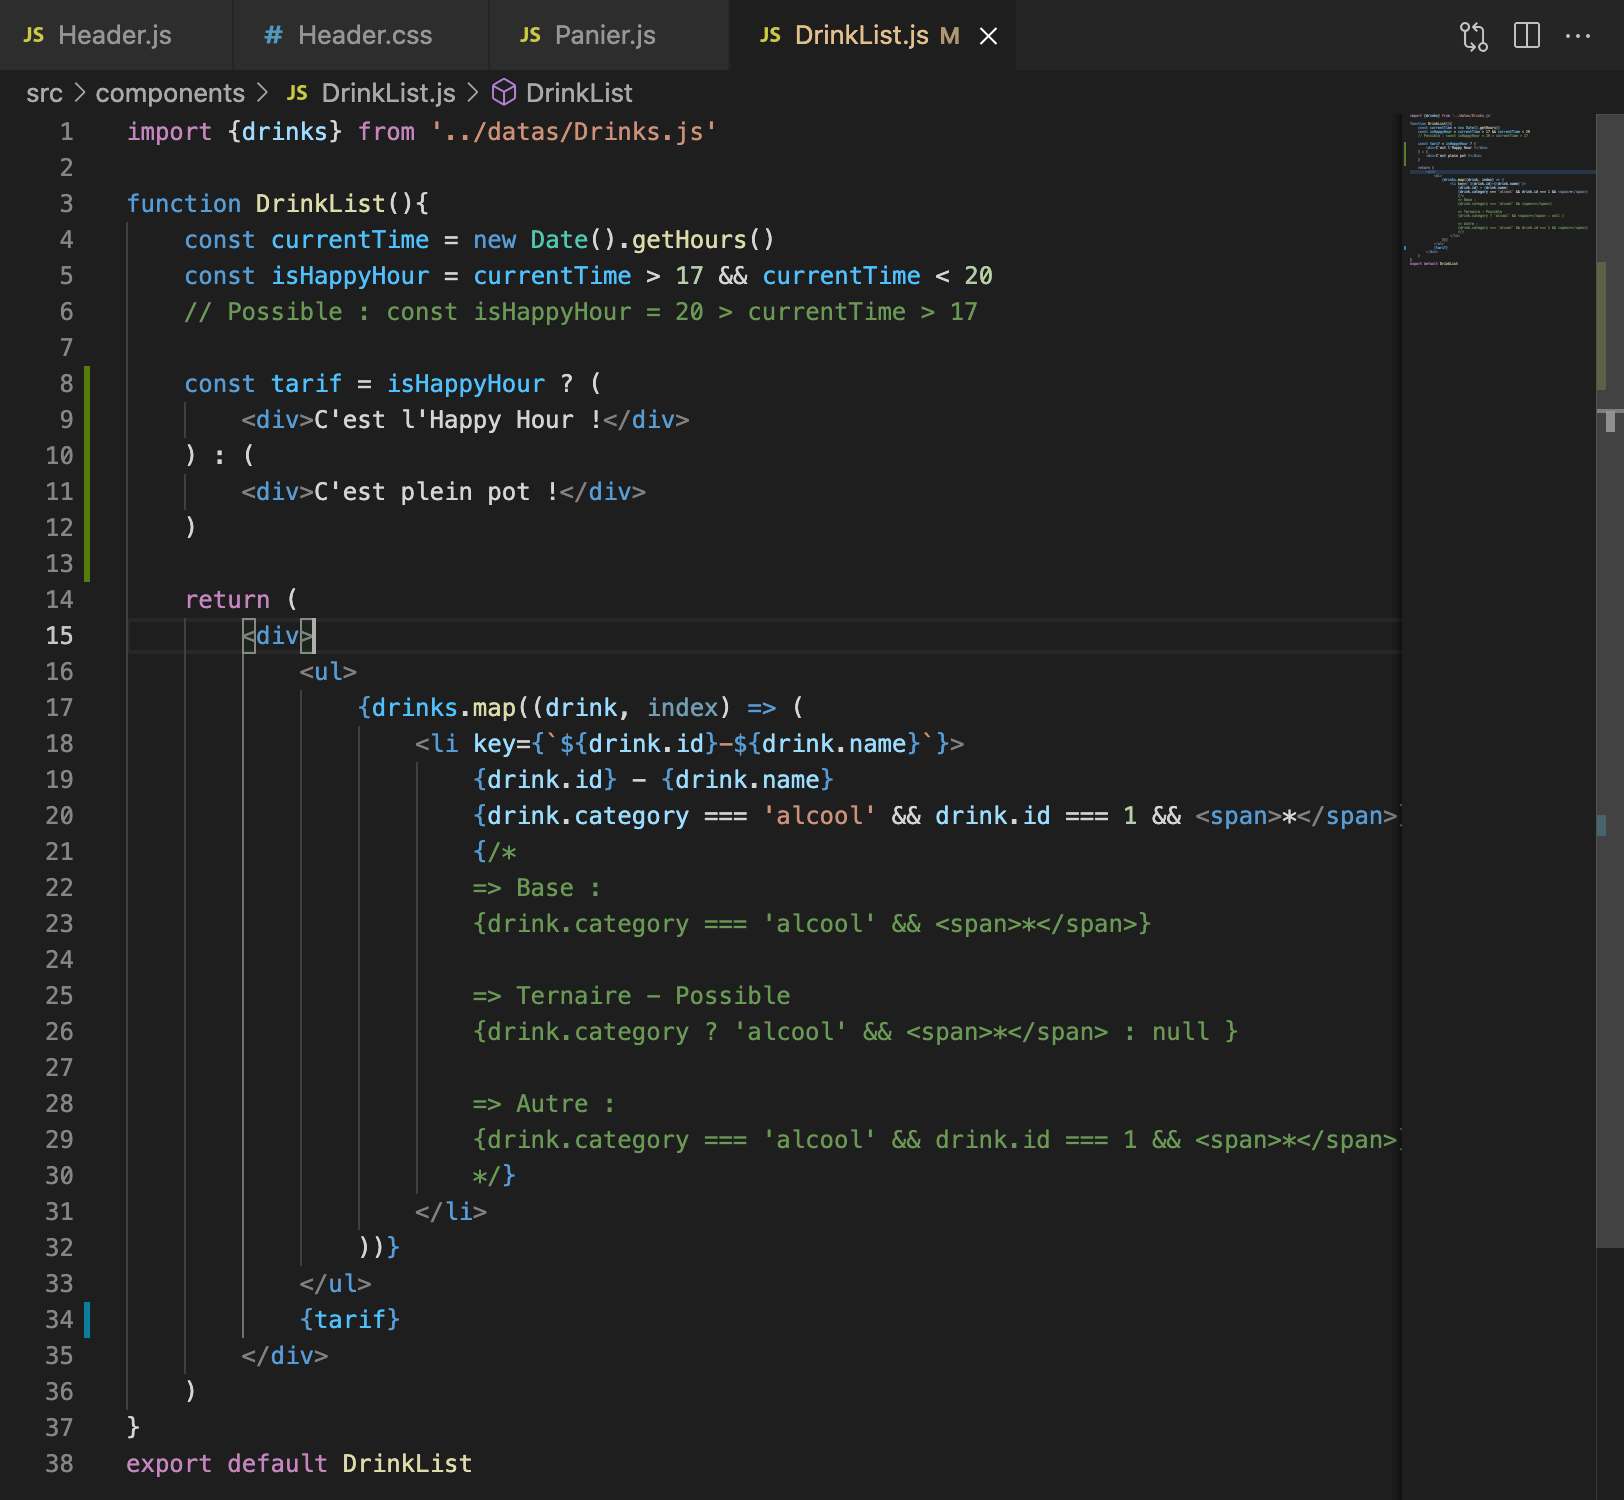 JS Header.js
# Header.css
JS Panier.js
JS DrinkList.js M
src > components > JS DrinkList.js > DrinkList
1 import {drinks} from '../datas/Drinks.js'
2
3 function DrinkList(){
4 const currentTime = new Date().getHours()
5 const isHappyHour = currentTime > 17 && currentTime < 20
6 // Possible : const isHappyHour = 20 > currentTime > 17
7
8 const tarif = isHappyHour ? (
9 <div>C'est l'Happy Hour !</div>
10 ) : (
11 <div>C'est plein pot !</div>
12 )
13
14 return (
15 <div>
16 <ul>
17 {drinks.map((drink, index) => (
18 <li key={`${drink.id}-${drink.name}`}>
19 {drink.id} - {drink.name}
20 {drink.category === 'alcool' && drink.id === 1 && <span>*</span>
21 {/*
22 => Base :
23 {drink.category === 'alcool' && <span>*</span>}
24
25 => Ternaire - Possible
26 {drink.category ? 'alcool' && <span>*</span> : null }
27
28 => Autre :
29 {drink.category === 'alcool' && drink.id === 1 && <span>*</span>
30 */}
31 </li>
32 ))}
33 </ul>
34 {tarif}
35 </div>
36 )
37 }
38 export default DrinkList